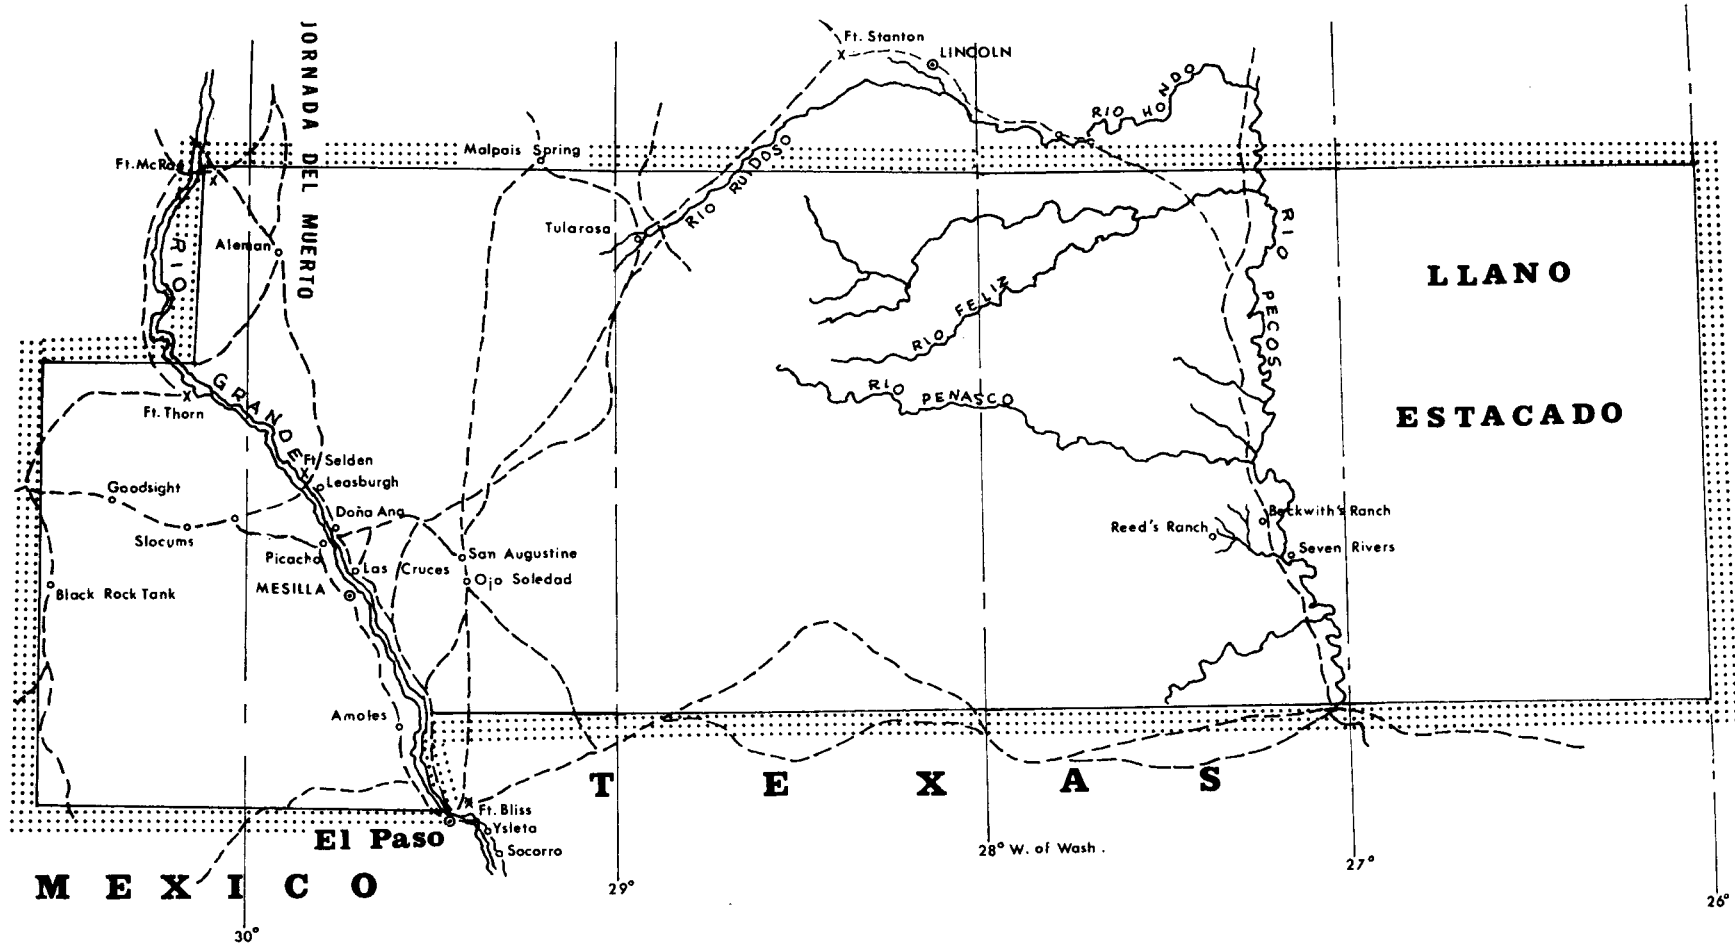 JORNADA DEL MUERTO
Ft. Stanton
LINCOLN
RIO HONDO
Malpais Spring
Ft. McRae
RIO RUIDOSO
Tularosa
Aleman
RIO
GRANDE
RIO
PECOS
LLANO
ESTACADO
RIO FELIZ
RIO PENASCO
Ft. Thorn
Ft Selden
Leasburgh
Goodsight
Doña Ana
Slocums
Picacho
Las Cruces
San Augustine
Ojo Soledad
MESILLA
Black Rock Tank
Beckwith's Ranch
Reed's Ranch
Seven Rivers
Amoles
TEXAS
Ft. Bliss
Ysleta
El Paso
Socorro
MEXICO
30°
29°
28° W. of Wash.
27°
26°